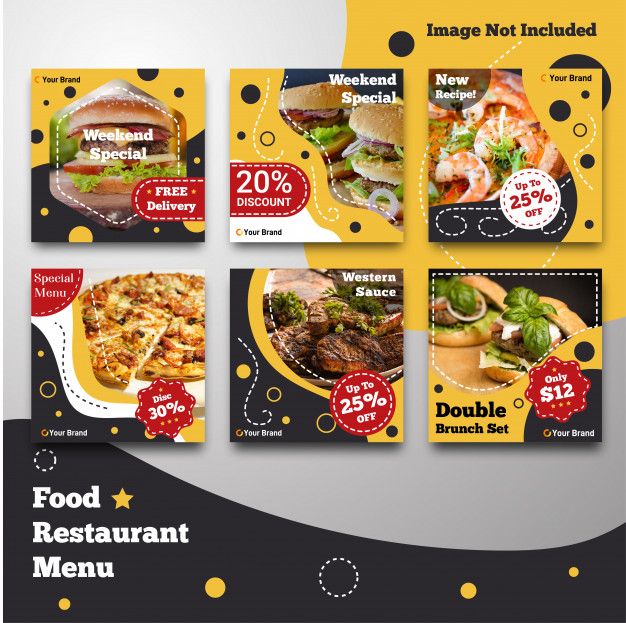 Image Not Included
Your Brand
Weekend
Special
FREE ★
Delivery
Weekend
Special
20%
DISCOUNT
Your Brand
New
Recipe!
Your Brand
Up To
25%
OFF
Special
Menu
Disc
30%
Your Brand
Western
Sauce
Up To
25%
OFF
Your Brand
Only
$12
Double
Brunch Set
Your Brand
Food ★
Restaurant
Menu